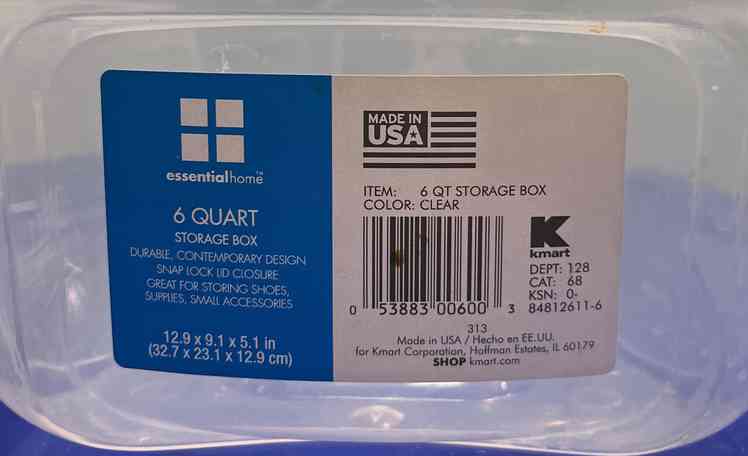 essentialhome™
6 QUART
STORAGE BOX
DURABLE, CONTEMPORARY DESIGN
SNAP LOCK LID CLOSURE
GREAT FOR STORING SHOES,
SUPPLIES, SMALL ACCESSORIES
12.9 x 9.1 x 5.1 in
(32.7 x 23.1 x 12.9 cm)
MADE IN
USA
ITEM: 6 QT STORAGE BOX
COLOR: CLEAR
0 53883 00600 3
K
kmart
DEPT: 128
CAT: 68
KSN: 0-
84812611-6
313
Made in USA / Hecho en EE.UU.
for Kmart Corporation, Hoffman Estates, IL 60179
SHOP kmart.com